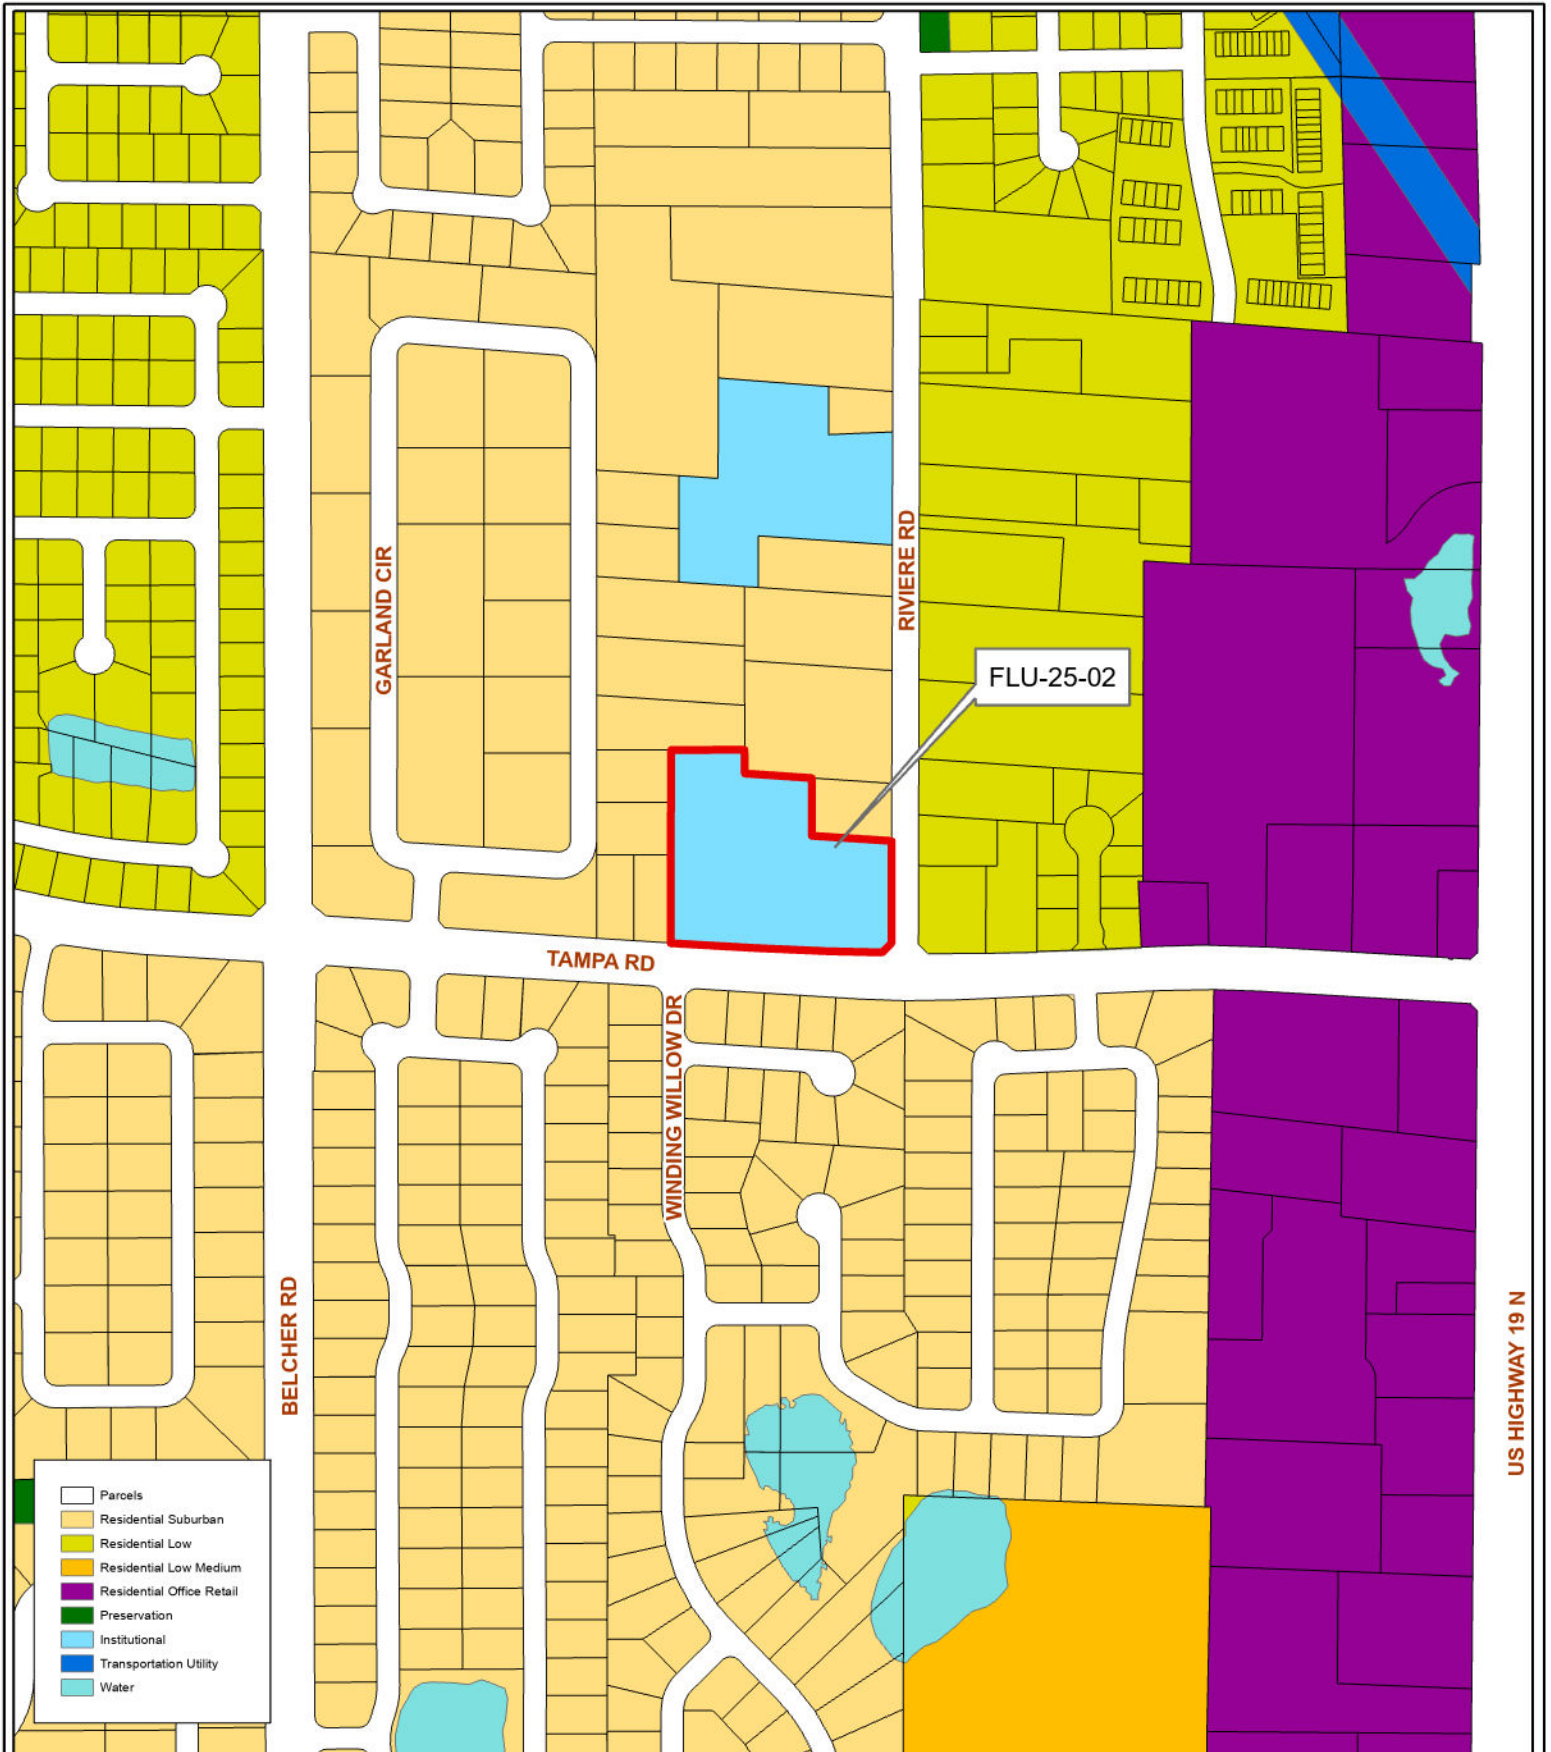 GARLAND CIR
RIVIERE RD
FLU-25-02
TAMPA RD
WINDING WILLOW DR
BELCHER RD
US HIGHWAY 19 N
Parcels
Residential Suburban
Residential Low
Residential Low Medium
Residential Office Retail
Preservation
Institutional
Transportation Utility
Water